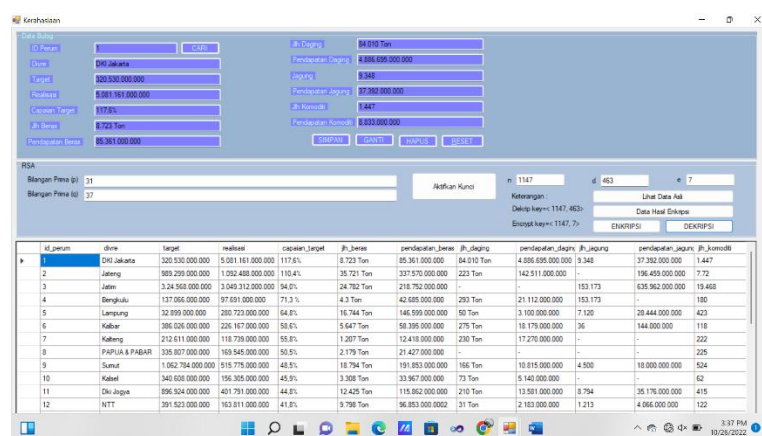 Kerahasiaan
Data Bulog
ID Perum 1 CARI Jlh Daging 84.010 Ton
Divre DKI Jakarta Pendapatan Daging 4.886.695.000.000
Target 320.530.000.000 Jagung 9.348
Realisasi 5.081.161.000.000 Pendapatan Jagung 37.392.000.000
Capaian Target 117,6% Jlh Komoditi 1.447
Jlh Beras 8.723 Ton Pendapatan Komoditi 8.833.000.000
Pendapatan Beras 85.361.000.000 SIMPAN GANTI HAPUS RESET
RSA
Bilangan Prima (p) 31 Aktifkan Kunci n 1147 d 463 e 7
Bilangan Prima (q) 37 Keterangan : Lihat Data Asli
Dekrip key=< 1147, 463> Data Hasil Enkripsi
Encrypt key=< 1147, 7> ENKRIPSI DEKRIPSI
id_perum divre target realisasi capaian_target jlh_beras pendapatan_beras jlh_daging pendapatan_daging jlh_jagung pendapatan_jagung jlh_komoditi
1 DKI Jakarta 320.530.000.000 5.081.161.000.000 117,6% 8.723 Ton 85.361.000.000 84.010 Ton 4.886.695.000.000 9.348 37.392.000.000 1.447
2 Jateng 989.299.000.000 1.092.488.000.000 110,4% 35.721 Ton 337.570.000.000 223 Ton 142.511.000.000 - 196.459.000.000 7.72
3 Jatim 3.24.568.000.000 3.049.312.000.000 94,0% 24.782 Ton 218.752.000.000 - - 153.173 635.962.000.000 19.468
4 Bengkulu 137.066.000.000 97.691.000.000 71,3 % 4.3 Ton 42.685.000.000 293 Ton 21.112.000.000 153.173 - 180
5 Lampung 32.899.000.000 280.723.000.000 64,8% 16.744 Ton 146.599.000.000 50 Ton 3.100.000.000 7.120 28.444.000.000 423
6 Kalbar 386.026.000.000 226.167.000.000 58.6% 5.647 Ton 58.395.000.000 275 Ton 18.179.000.000 36 144.000.000 118
7 Kalteng 212.611.000.000 118.739.000.000 55,8% 1.207 Ton 12.418.000.000 230 Ton 17.270.000.000 - - 222
8 PAPUA & PABAR 335.807.000.000 169.545.000.000 50,5% 2.179 Ton 21.427.000.000 - - - - 225
9 Sumut 1.062.784.000.000 515.775.000.000 48,5% 18.794 Ton 191.853.000.000 166 Ton 10.815.000.000 4.500 18.000.000.000 524
10 Kalsel 340.608.000.000 156.305.000.000 45,9% 3.308 Ton 33.967.000.000 73 Ton 5.140.000.000 - - 62
11 Dki Jogya 896.924.000.000 401.791.000.000 44,8% 12.425 Ton 115.862.000.000 210 Ton 13.581.000.000 8.794 35.176.000.000 415
12 NTT 391.523.000.000 163.811.000.000 41,8% 9.798 Ton 96.853.000.0002 31 Ton 2.183.000.000 1.213 4.066.000.000 122
3:37 PM
10/26/2022